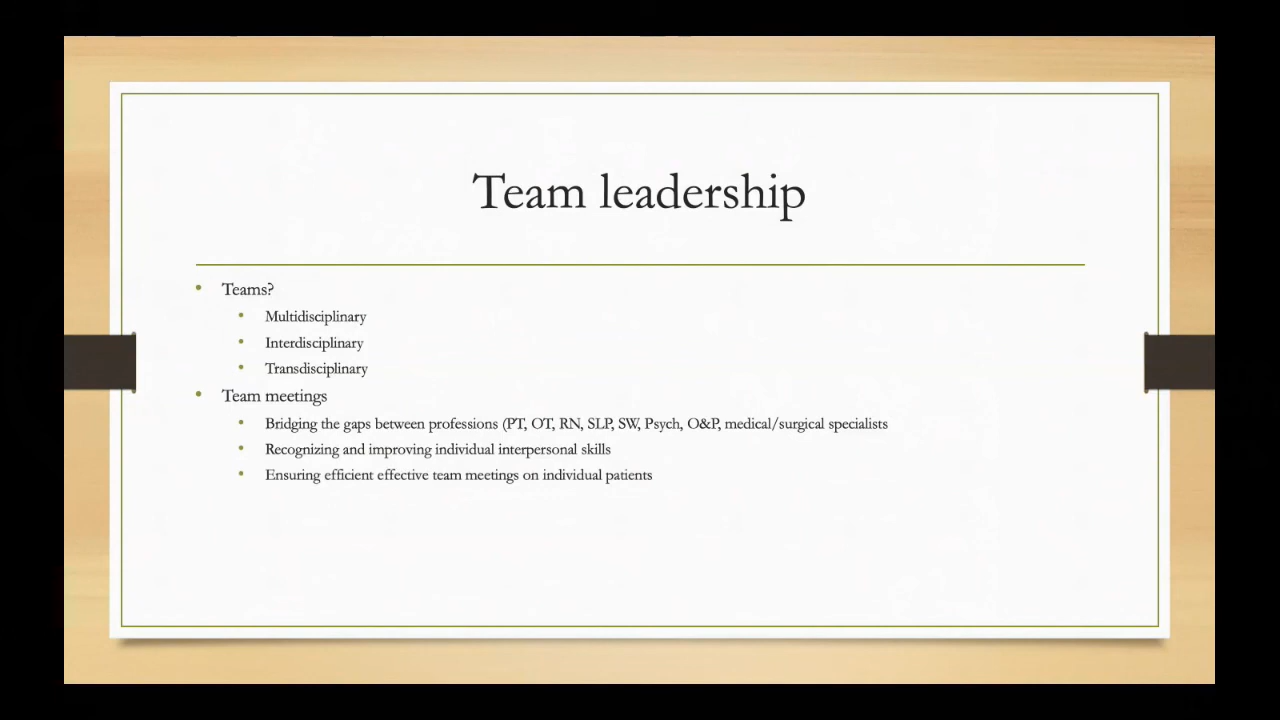 Team leadership
• Teams?
• Multidisciplinary
• Interdisciplinary
• Transdisciplinary
• Team meetings
• Bridging the gaps between professions (PT, OT, RN, SLP, SW, Psych, O&P, medical/surgical specialists
• Recognizing and improving individual interpersonal skills
• Ensuring efficient effective team meetings on individual patients